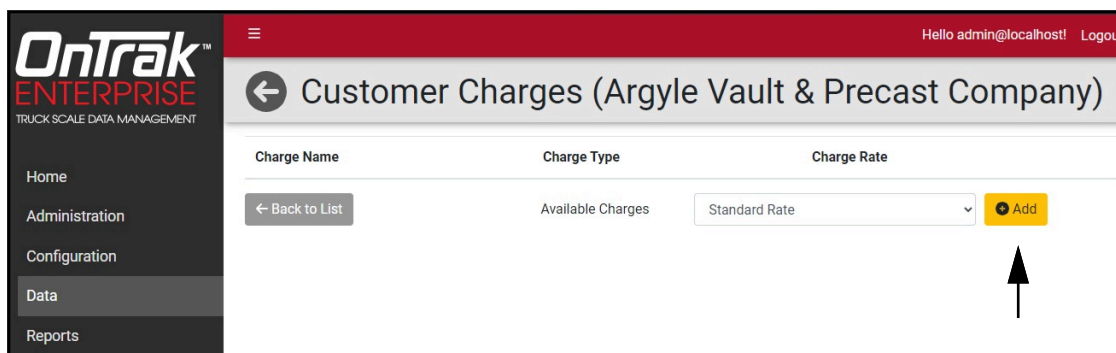 OnTrak™
ENTERPRISE
TRUCK SCALE DATA MANAGEMENT
Home
Administration
Configuration
Data
Reports
Hello admin@localhost! Logou
Customer Charges (Argyle Vault & Precast Company)
Charge Name Charge Type Charge Rate
← Back to List Available Charges Standard Rate Add